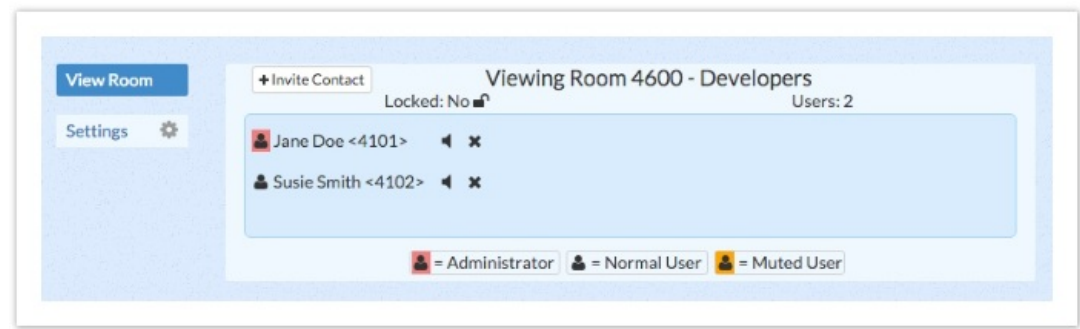 View Room
Settings
+ Invite Contact
Viewing Room 4600 - Developers
Locked: No
Users: 2
Jane Doe <4101>
Susie Smith <4102>
= Administrator
= Normal User
= Muted User